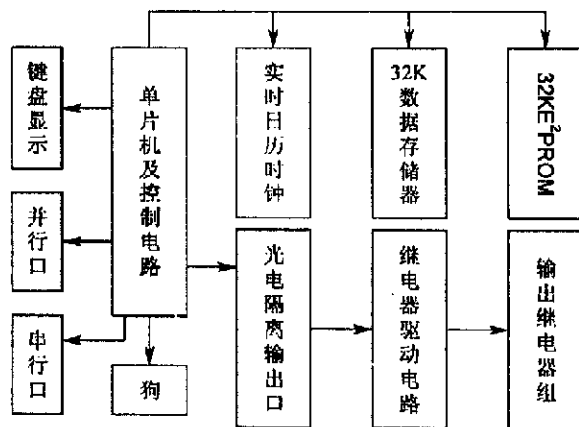 键盘显示
单片机及控制电路
实时日历时钟
32K数据存储器
32KE²PROM
并行口
串行口
狗
光电隔离输出口
继电器驱动电路
输出继电器组